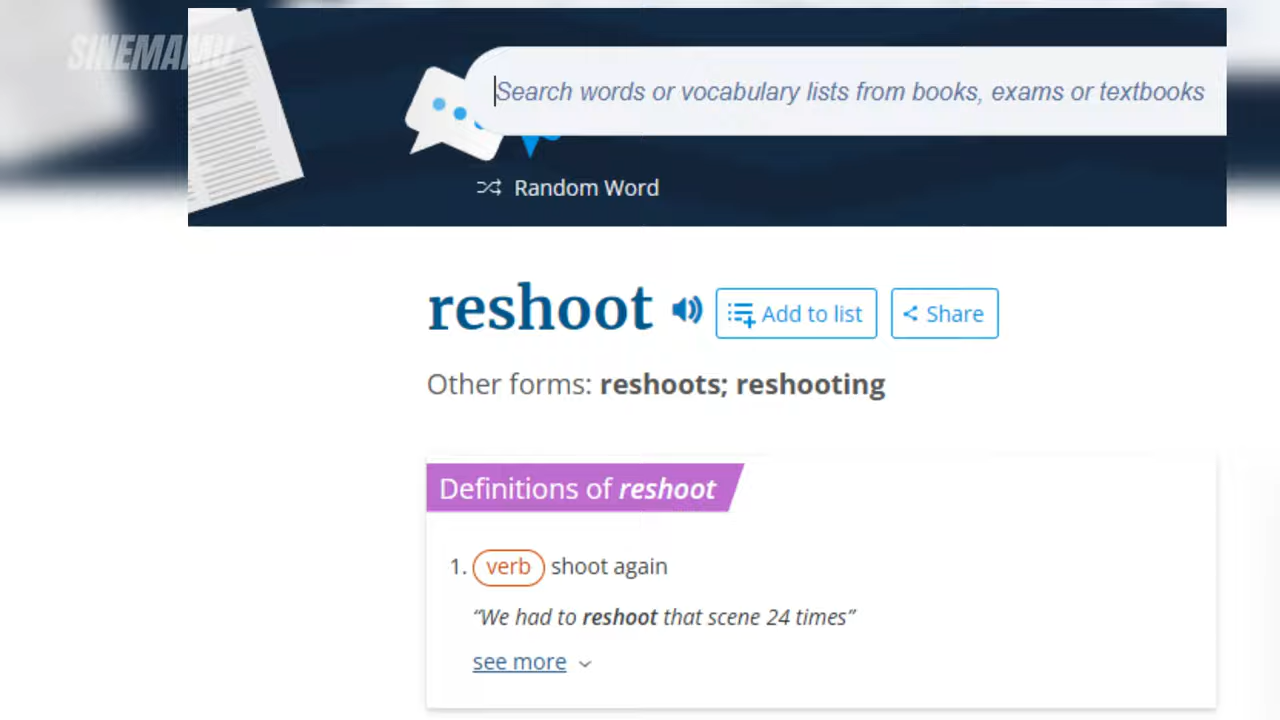 SINEMAMU
Search words or vocabulary lists from books, exams or textbooks
Random Word
reshoot
Add to list
Share
Other forms: reshoots; reshooting
Definitions of reshoot
1. verb shoot again
“We had to reshoot that scene 24 times”
see more